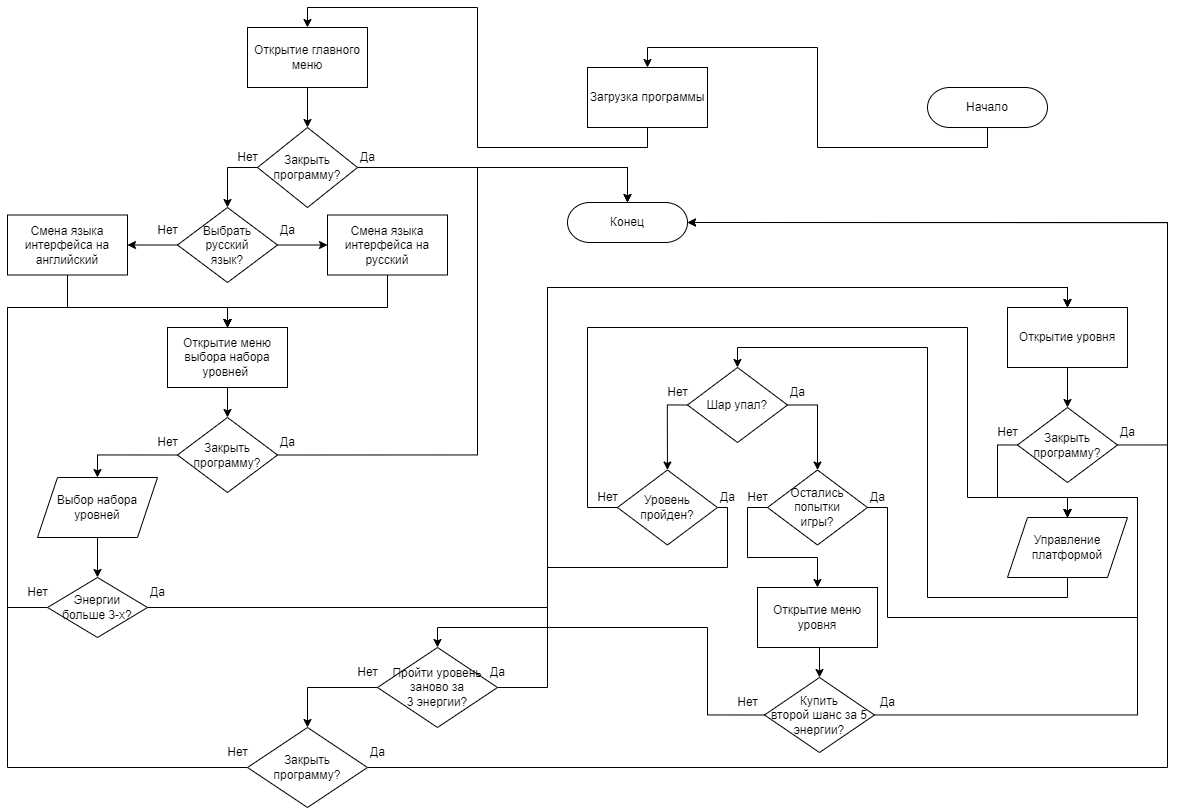 Открытие главного
меню
Загрузка программы
Начало
Закрыть
программу?
Нет
Да
Конец
Выбрать
русский
язык?
Нет
Да
Смена языка
интерфейса на
английский
Смена языка
интерфейса на
русский
Открытие меню
выбора набора
уровней
Закрыть
программу?
Нет
Да
Выбор набора
уровней
Энергии
больше 3-х?
Нет
Да
Открытие уровня
Закрыть
программу?
Нет
Да
Управление
платформой
Шар упал?
Нет
Да
Уровень
пройден?
Нет
Да
Остались
попытки
игры?
Нет
Да
Открытие меню
уровня
Купить
второй шанс за 5
энергии?
Нет
Да
Пройти уровень
заново за
3 энергии?
Нет
Да
Закрыть
программу?
Нет
Да